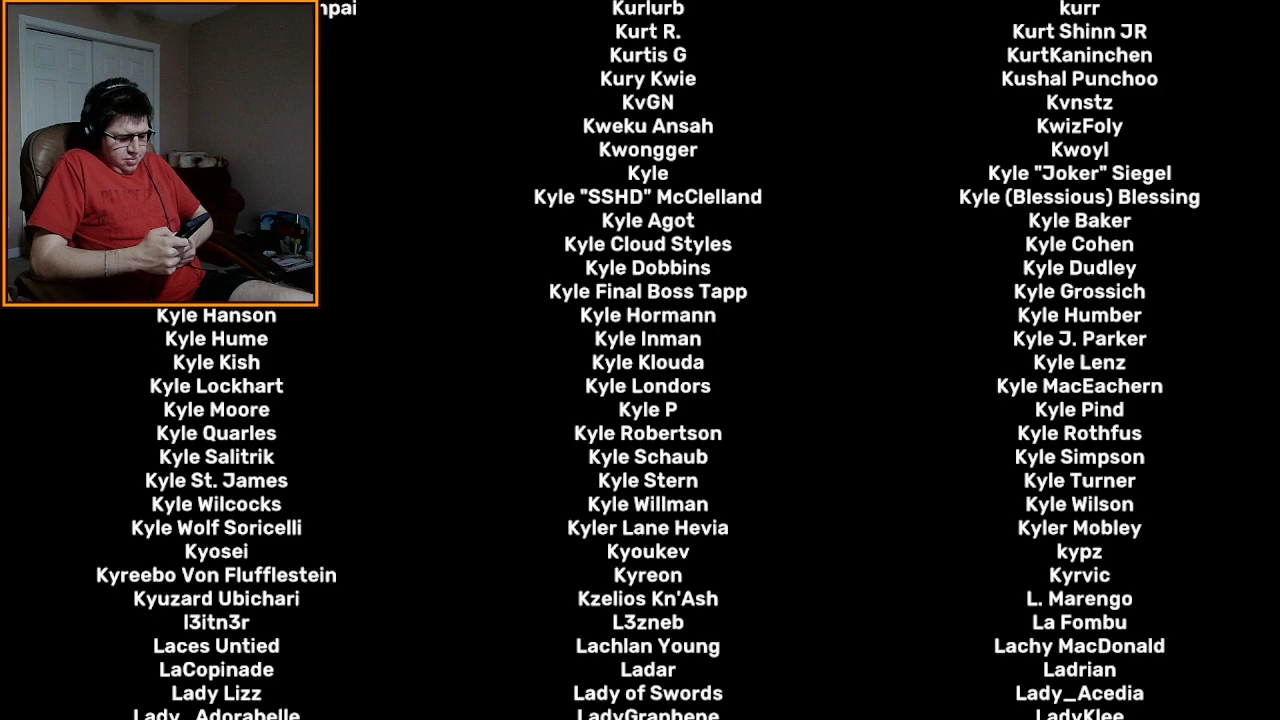 npai Kurlurb kurr
Kurt R. Kurt Shinn JR
Kurtis G KurtKaninchen
Kury Kwie Kushal Punchoo
KvGN Kvnstz
Kweku Ansah KwizFoly
Kwongger Kwoyl
Kyle Kyle "Joker" Siegel
Kyle "SSHD" McClelland Kyle (Blessious) Blessing
Kyle Agot Kyle Baker
Kyle Cloud Styles Kyle Cohen
Kyle Dobbins Kyle Dudley
Kyle Final Boss Tapp Kyle Grossich
Kyle Hanson Kyle Hormann Kyle Humber
Kyle Hume Kyle Inman Kyle J. Parker
Kyle Kish Kyle Klouda Kyle Lenz
Kyle Lockhart Kyle Londors Kyle MacEachern
Kyle Moore Kyle P Kyle Pind
Kyle Quarles Kyle Robertson Kyle Rothfus
Kyle Salitrik Kyle Schaub Kyle Simpson
Kyle St. James Kyle Stern Kyle Turner
Kyle Wilcocks Kyle Willman Kyle Wilson
Kyle Wolf Soricelli Kyler Lane Hevia Kyler Mobley
Kyosei Kyoukev kypz
Kyreebo Von Flufflestein Kyreon Kyrvic
Kyuzard Ubichari Kzelios Kn'Ash L. Marengo
l3itn3r L3zneb La Fombu
Laces Untied Lachlan Young Lachy MacDonald
LaCopinade Ladar Ladrian
Lady Lizz Lady of Swords Lady_Acedia
Lady_Adorabelle LadyGraphene LadyKlee